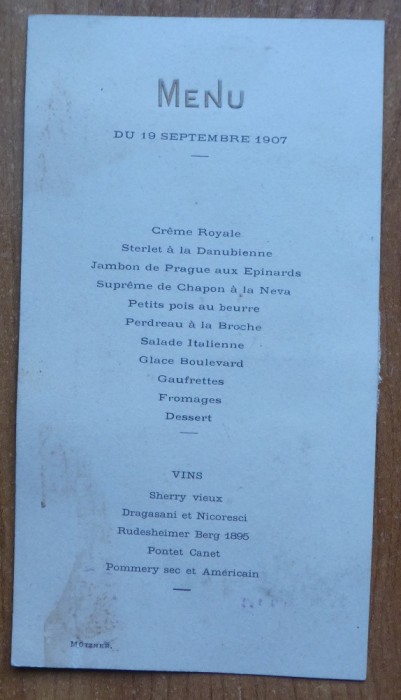 MENU
DU 19 SEPTEMBRE 1907
Créme Royale
Sterlet à la Danubienne
Jambon de Prague aux Epinards
Suprême de Chapon à la Neva
Petits pois au beurre
Perdreau à la Broche
Salade Italienne
Glace Boulevard
Gaufrettes
Fromages
Dessert
VINS
Sherry vieux
Dragasani et Nicoresci
Rudesheimer Berg 1895
Pontet Canet
Pommery sec et Américain